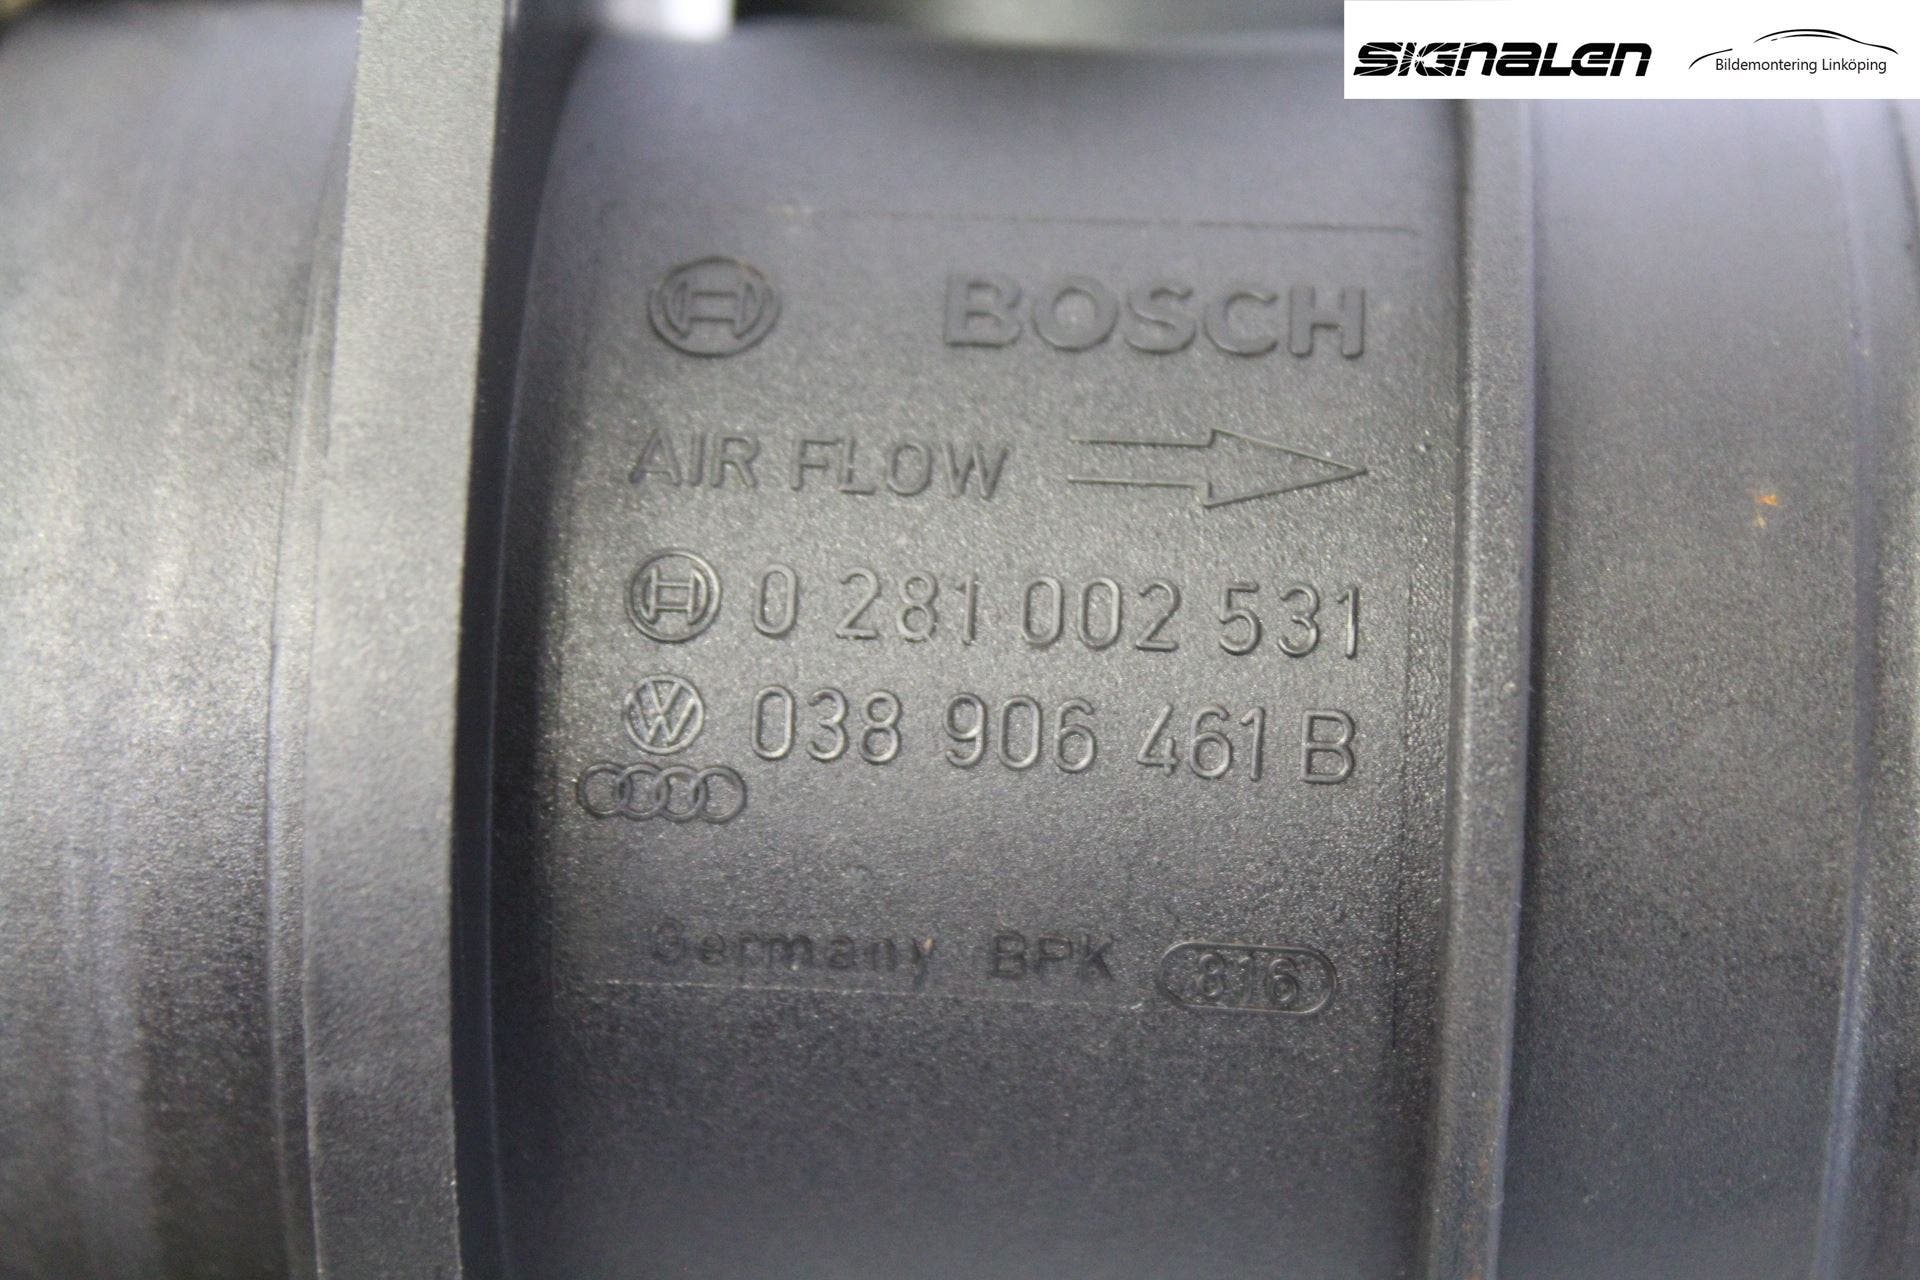 SIGNALEN
Bildemontering Linköping
BOSCH
AIR FLOW
0 281 002 531
038 906 461 B
Germany BPK 816